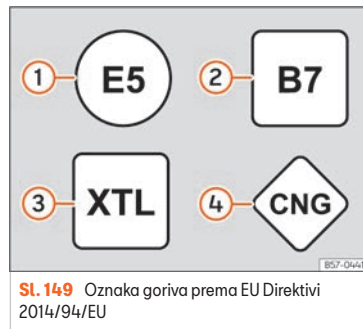 1 E5 2 B7
3 XTL 4 CNG
B57-0441
Sl. 149 Oznaka goriva prema EU Direktivi
2014/94/EU